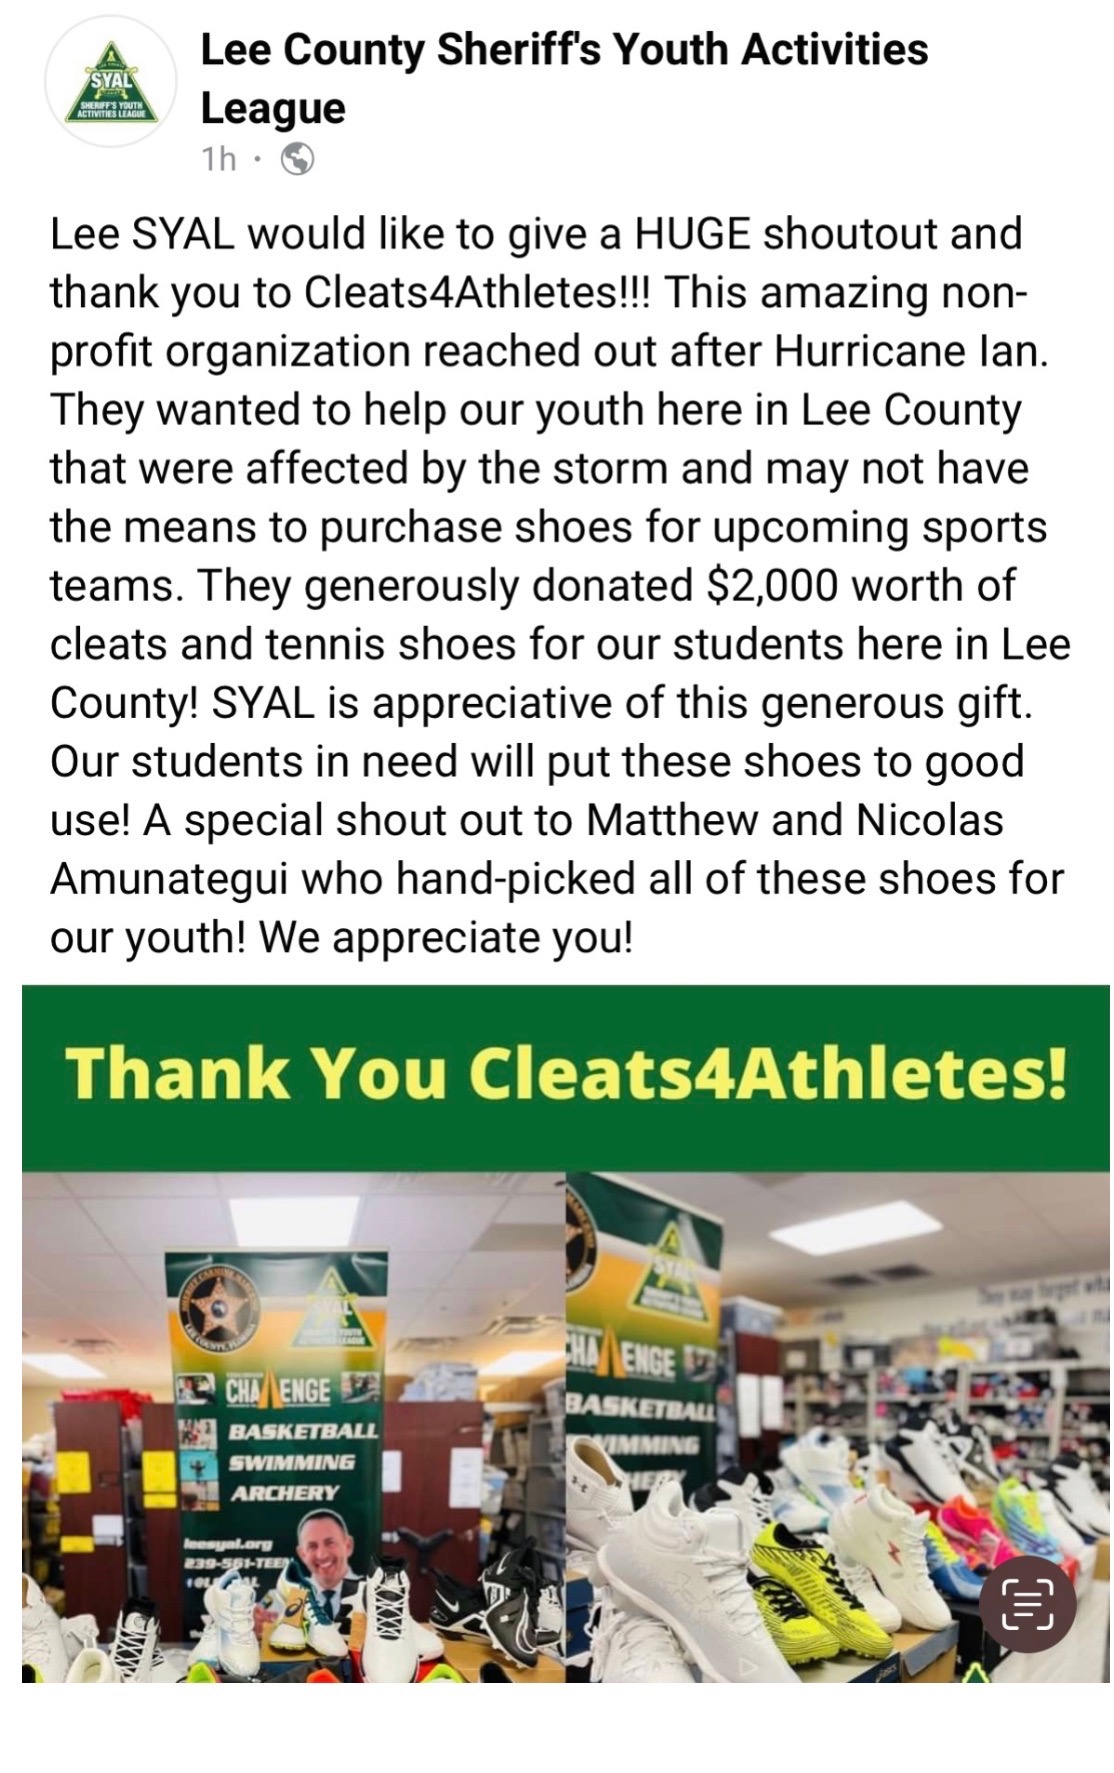 SYAL
SHERIFF'S YOUTH
ACTIVITIES LEAGUE
Lee County Sheriff's Youth Activities
League
1h ·
Lee SYAL would like to give a HUGE shoutout and
thank you to Cleats4Athletes!!! This amazing non-
profit organization reached out after Hurricane Ian.
They wanted to help our youth here in Lee County
that were affected by the storm and may not have
the means to purchase shoes for upcoming sports
teams. They generously donated $2,000 worth of
cleats and tennis shoes for our students here in Lee
County! SYAL is appreciative of this generous gift.
Our students in need will put these shoes to good
use! A special shout out to Matthew and Nicolas
Amunategui who hand-picked all of these shoes for
our youth! We appreciate you!
Thank You Cleats4Athletes!
SYAL
CHALLENGE
BASKETBALL
SWIMMING
ARCHERY
leesyal.org
239-561-TEEN
SYAL
CHALLENGE
BASKETBALL
SWIMMING
asics